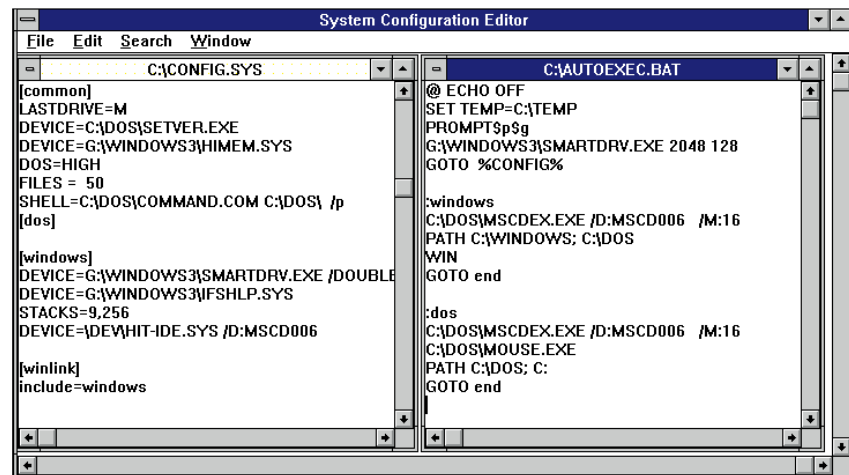 System Configuration Editor
File Edit Search Window
C:\CONFIG.SYS
[common]
LASTDRIVE=M
DEVICE=C:\DOS\SETVER.EXE
DEVICE=G:\WINDOWS3\HIMEM.SYS
DOS=HIGH
FILES = 50
SHELL=C:\DOS\COMMAND.COM C:\DOS\ /p
[dos]
[windows]
DEVICE=G:\WINDOWS3\SMARTDRV.EXE /DOUBLE
DEVICE=G:\WINDOWS3\IFSHLP.SYS
STACKS=9,256
DEVICE=\DEV\HIT-IDE.SYS /D:MSCD006
[winlink]
include=windows
C:\AUTOEXEC.BAT
@ ECHO OFF
SET TEMP=C:\TEMP
PROMPT$p$g
G:\WINDOWS3\SMARTDRV.EXE 2048 128
GOTO %CONFIG%
:windows
C:\DOS\MSCDEX.EXE /D:MSCD006 /M:16
PATH C:\WINDOWS; C:\DOS
WIN
GOTO end
:dos
C:\DOS\MSCDEX.EXE /D:MSCD006 /M:16
C:\DOS\MOUSE.EXE
PATH C:\DOS; C:
GOTO end